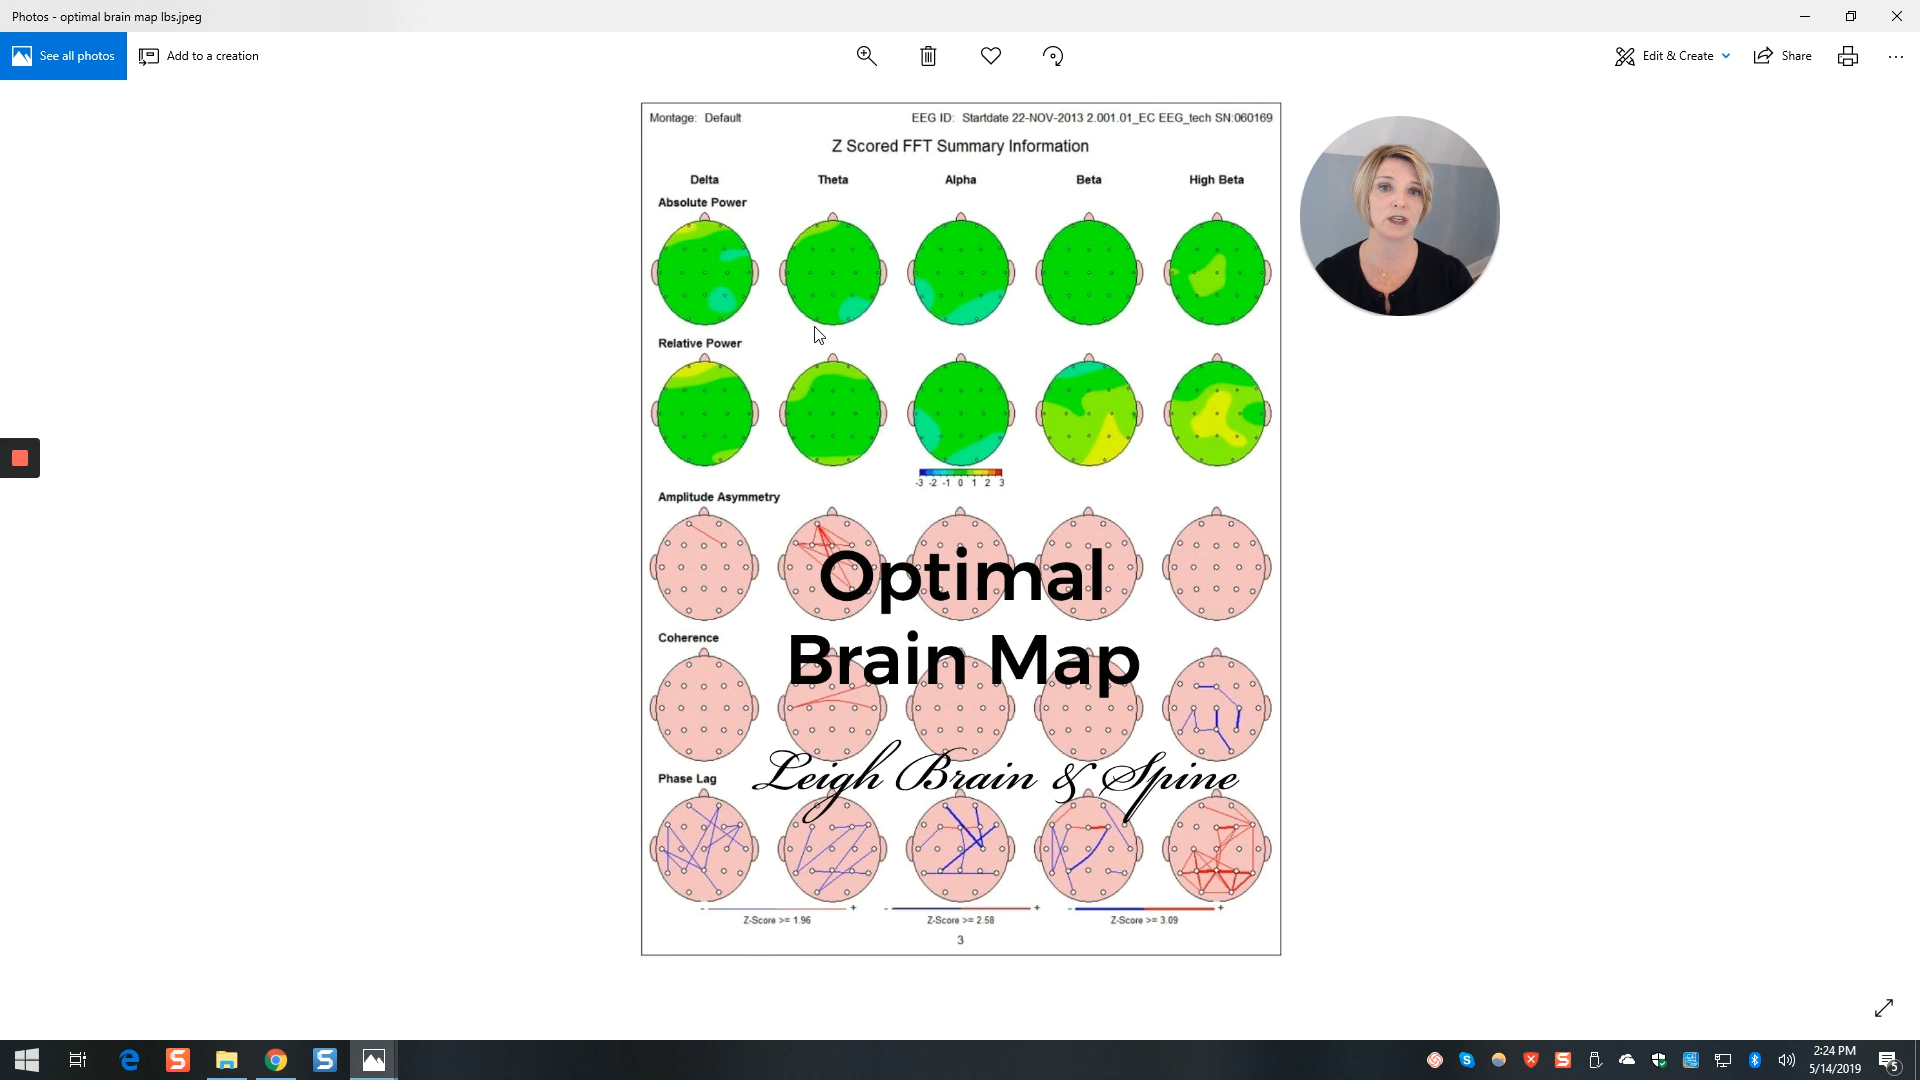 Photos - optimal brain map lbs.jpeg
See all photos
Add to a creation
Edit & Create
Share
Montage: Default
EEG ID: Startdate 22-NOV-2013 2.001.01_EC EEG_tech SN:060169
Z Scored FFT Summary Information
Delta Theta Alpha Beta High Beta
Absolute Power
Relative Power
-3 -2 -1 0 1 2 3
Amplitude Asymmetry
Optimal
Brain Map
Coherence
Leigh Brain & Spine
Phase Lag
- + - + - +
Z-Score >= 1.96 Z-Score >= 2.58 Z-Score >= 3.09
3
2:24 PM
5/14/2019
5